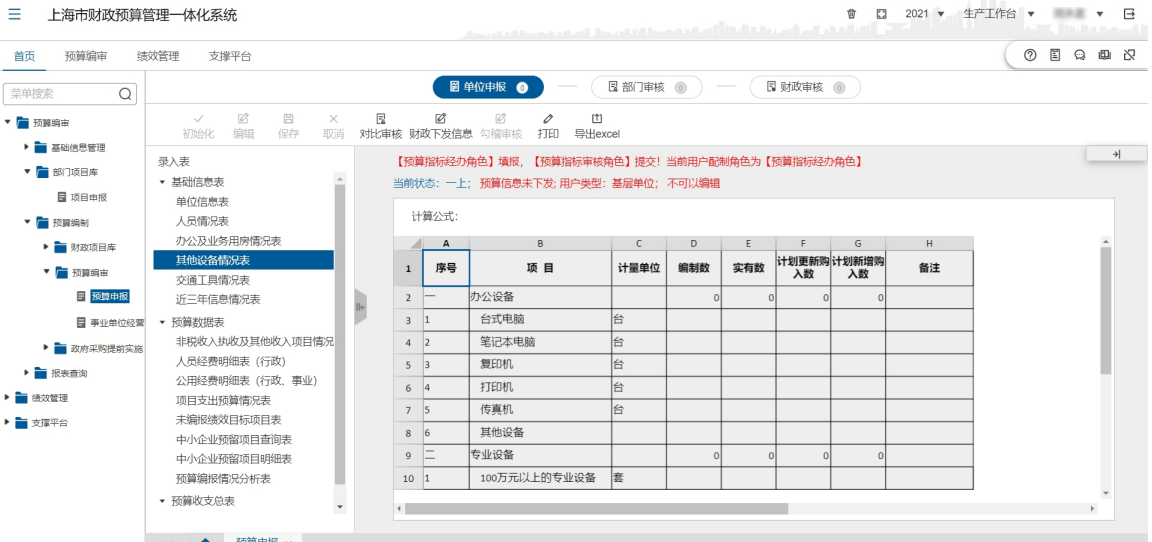 上海市财政预算管理一体化系统
2021 生产工作台
首页 预算编审 绩效管理 支撑平台
菜单搜索
单位申报 0 部门审核 0 财政审核 0
初始化 编辑 保存 取消 对比审核 财政下发信息 勾稽审核 打印 导出excel
预算编审
基础信息管理
部门项目库
项目申报
预算编制
财政项目库
预算编审
预算申报
事业单位经营
政府采购提前实施
报表查询
绩效管理
支撑平台
录入表
基础信息表
单位信息表
人员情况表
办公及业务用房情况表
其他设备情况表
交通工具情况表
近三年信息情况表
预算数据表
非税收入执收及其他收入项目情况
人员经费明细表（行政）
公用经费明细表（行政、事业）
项目支出预算情况表
未编报绩效目标项目表
中小企业预留项目查询表
中小企业预留项目明细表
预算编报情况分析表
预算收支总表
【预算指标经办角色】填报，【预算指标审核角色】提交！当前用户配制角色为【预算指标经办角色】
当前状态：一上； 预算信息未下发; 用户类型：基层单位； 不可以编辑
计算公式：
A B C D E F G H
1 序号 项 目 计量单位 编制数 实有数 计划更新购入数 计划新增购入数 备注
2 一 办公设备 0 0 0 0
3 1 台式电脑 台
4 2 笔记本电脑 台
5 3 复印机 台
6 4 打印机 台
7 5 传真机 台
8 6 其他设备
9 二 专业设备 0 0 0 0
10 1 100万元以上的专业设备 套
预算申报